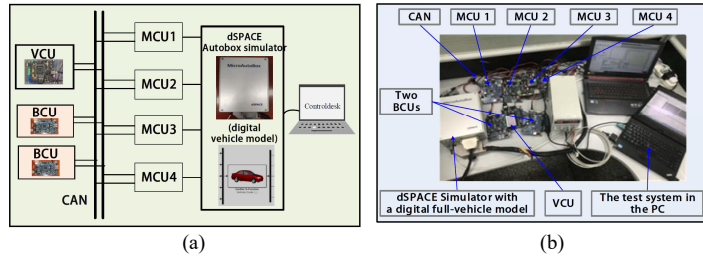 VCU
BCU
BCU
CAN
MCU1
MCU2
MCU3
MCU4
dSPACE
Autobox simulator
MicroAutoBox
dSPACE
(digital
vehicle model)
Controldesk
(a)
CAN
MCU 1
MCU 2
MCU 3
MCU 4
Two
BCUs
dSPACE Simulator with
a digital full-vehicle model
VCU
The test system in
the PC
(b)